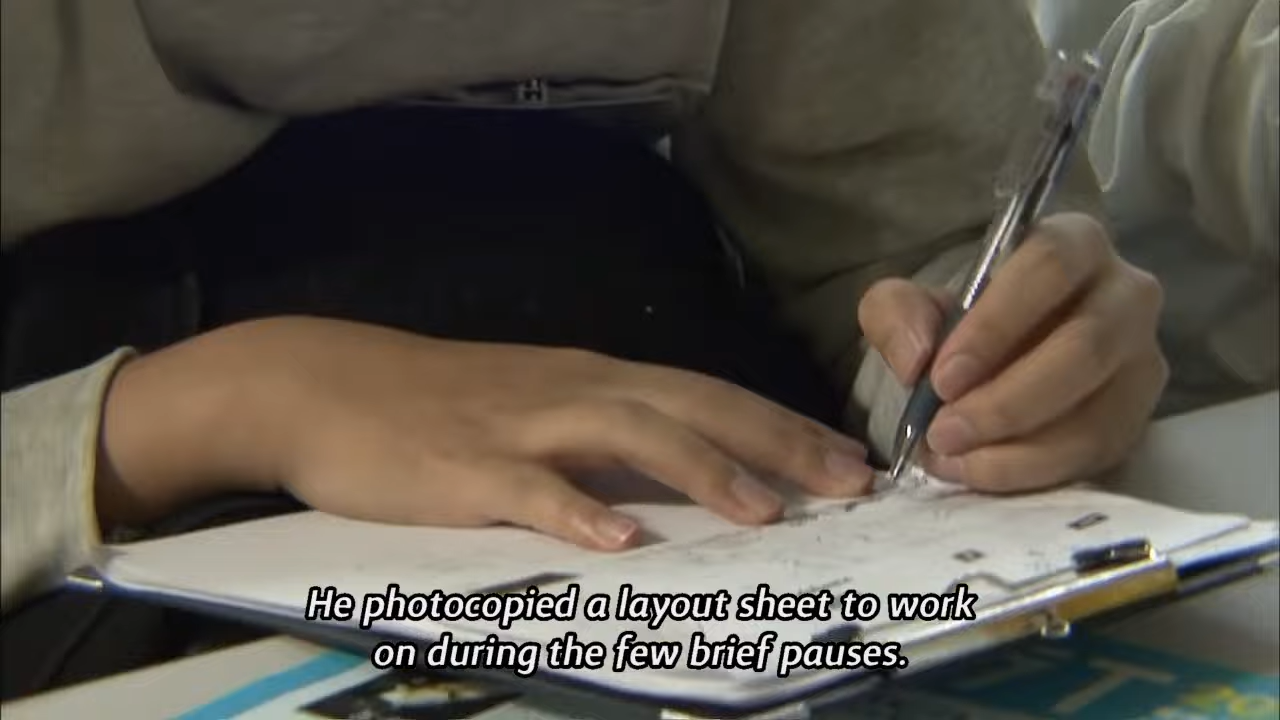 He photocopied a layout sheet to work
on during the few brief pauses.